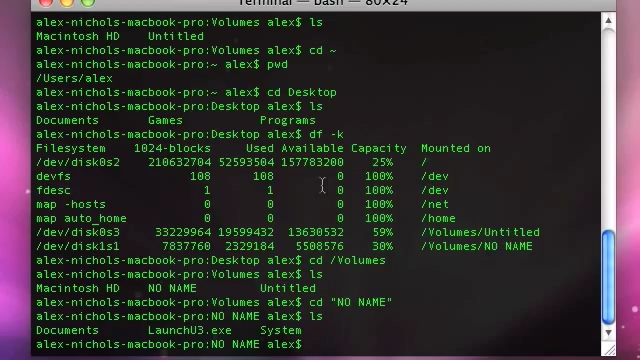 Terminal — bash — 80×24
alex-nichols-macbook-pro:Volumes alex$ ls
Macintosh HD    Untitled
alex-nichols-macbook-pro:Volumes alex$ cd ~
alex-nichols-macbook-pro:~ alex$ pwd
/Users/alex
alex-nichols-macbook-pro:~ alex$ cd Desktop
alex-nichols-macbook-pro:Desktop alex$ ls
Documents    Games    Programs
alex-nichols-macbook-pro:Desktop alex$ df -k
Filesystem    1024-blocks    Used Available Capacity  Mounted on
/dev/disk0s2    210632704 52593504 157783200    25%    /
devfs    108    108    0    100%    /dev
fdesc    1    1    0    100%    /dev
map -hosts    0    0    0    100%    /net
map auto_home    0    0    0    100%    /home
/dev/disk0s3    33229964 19599432    13630532    59%    /Volumes/Untitled
/dev/disk1s1    7837760    2329184    5508576    30%    /Volumes/NO NAME
alex-nichols-macbook-pro:Desktop alex$ cd /Volumes
alex-nichols-macbook-pro:Volumes alex$ ls
Macintosh HD    NO NAME    Untitled
alex-nichols-macbook-pro:Volumes alex$ cd "NO NAME"
alex-nichols-macbook-pro:NO NAME alex$ ls
Documents    LaunchU3.exe    System
alex-nichols-macbook-pro:NO NAME alex$